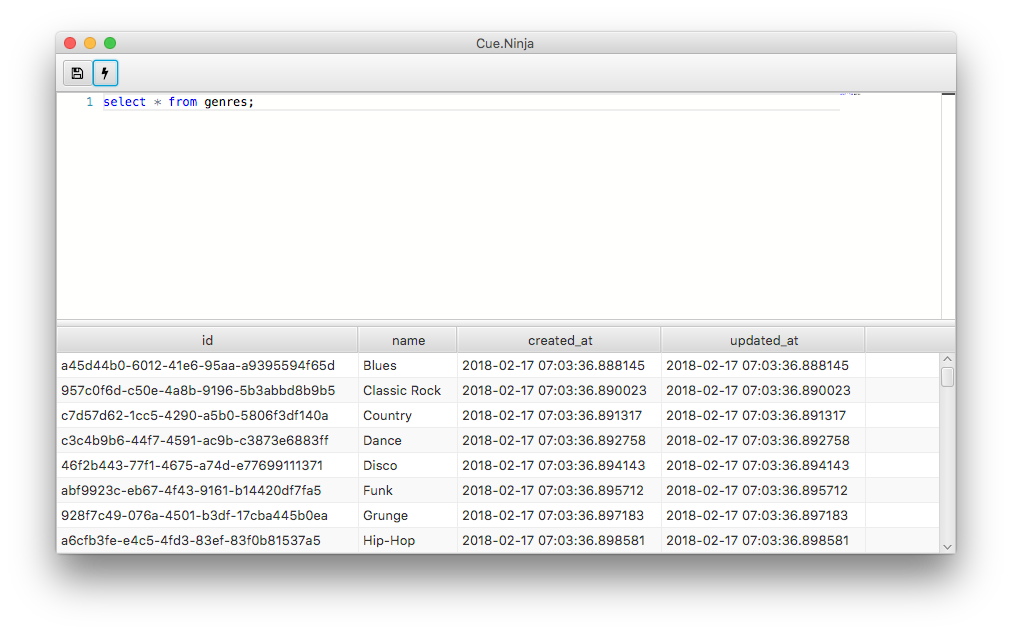 Cue.Ninja
1 select * from genres;
id name created_at updated_at
a45d44b0-6012-41e6-95aa-a9395594f65d Blues 2018-02-17 07:03:36.888145 2018-02-17 07:03:36.888145
957c0f6d-c50e-4a8b-9196-5b3abbd8b9b5 Classic Rock 2018-02-17 07:03:36.890023 2018-02-17 07:03:36.890023
c7d57d62-1cc5-4290-a5b0-5806f3df140a Country 2018-02-17 07:03:36.891317 2018-02-17 07:03:36.891317
c3c4b9b6-44f7-4591-ac9b-c3873e6883ff Dance 2018-02-17 07:03:36.892758 2018-02-17 07:03:36.892758
46f2b443-77f1-4675-a74d-e77699111371 Disco 2018-02-17 07:03:36.894143 2018-02-17 07:03:36.894143
abf9923c-eb67-4f43-9161-b14420df7fa5 Funk 2018-02-17 07:03:36.895712 2018-02-17 07:03:36.895712
928f7c49-076a-4501-b3df-17cba445b0ea Grunge 2018-02-17 07:03:36.897183 2018-02-17 07:03:36.897183
a6cfb3fe-e4c5-4fd3-83ef-83f0b81537a5 Hip-Hop 2018-02-17 07:03:36.898581 2018-02-17 07:03:36.898581